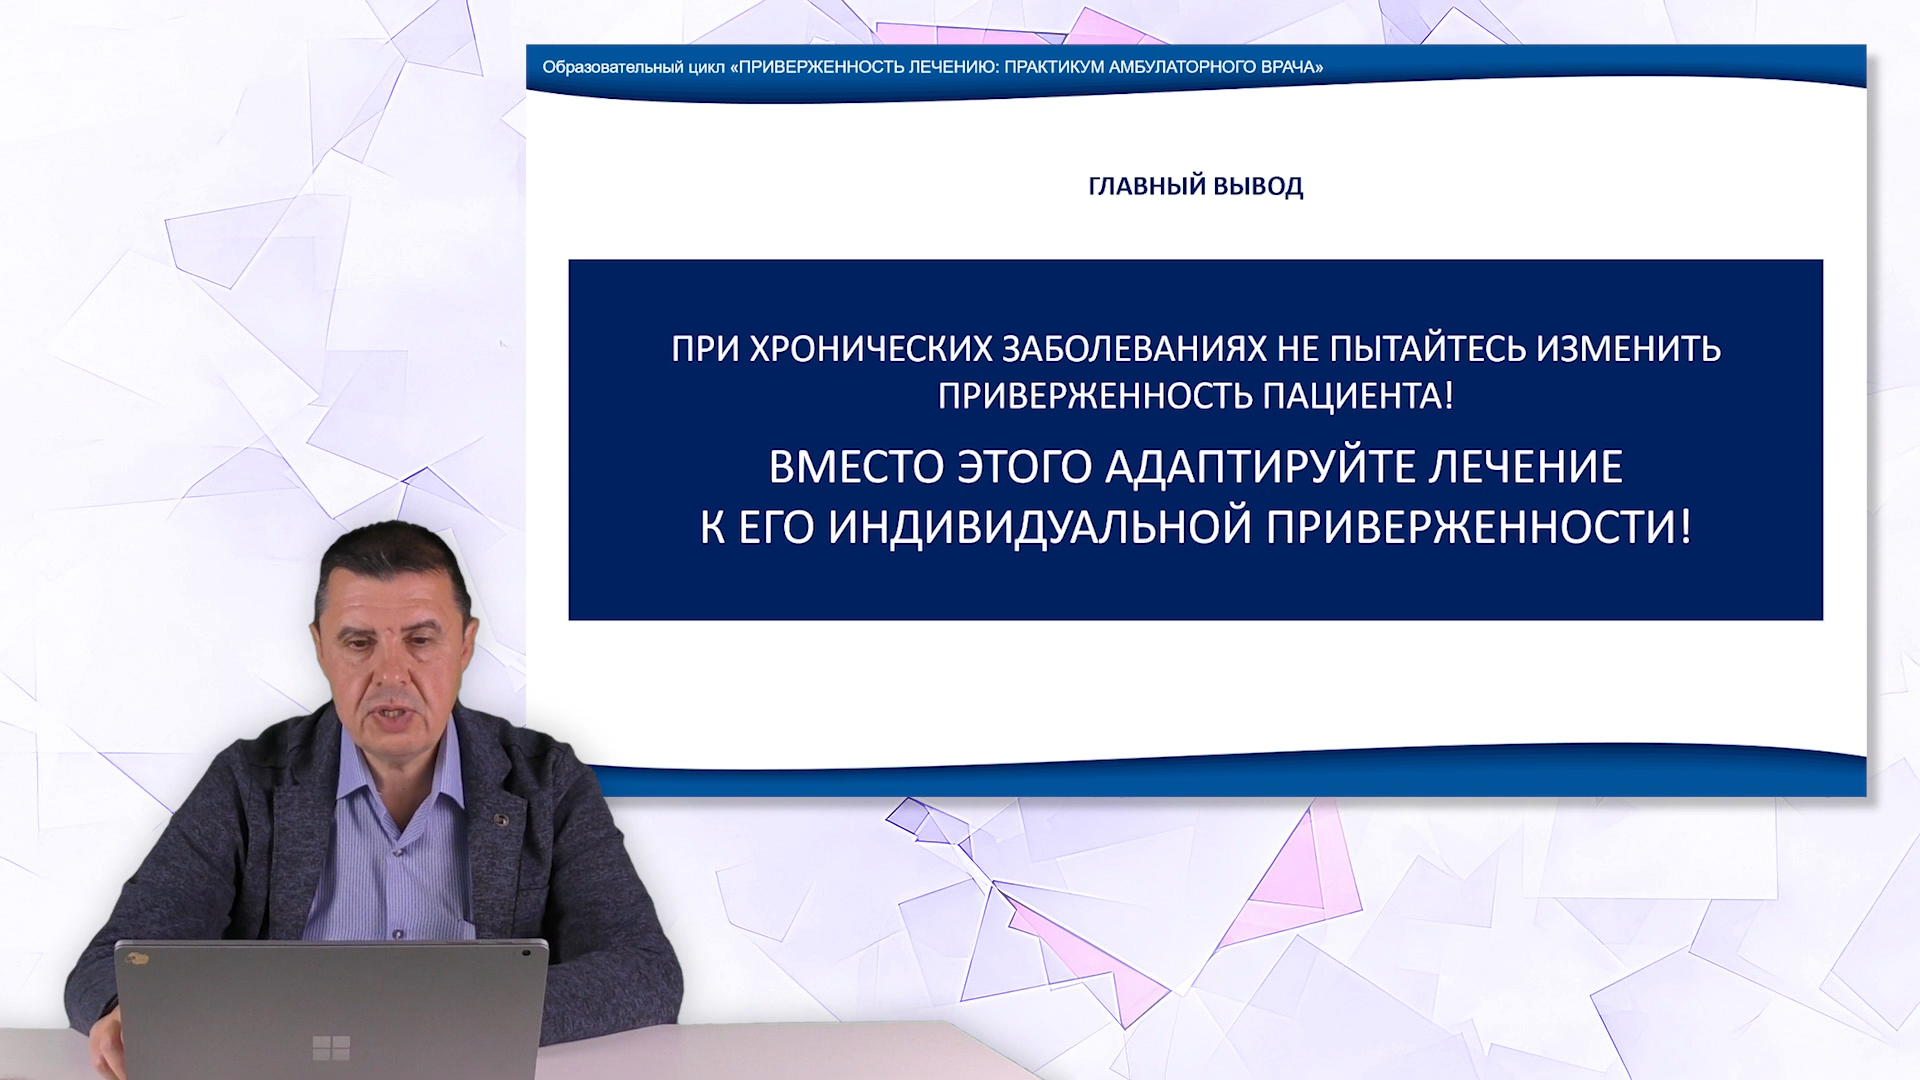 Образовательный цикл «ПРИВЕРЖЕННОСТЬ ЛЕЧЕНИЮ: ПРАКТИКУМ АМБУЛАТОРНОГО ВРАЧА»
ГЛАВНЫЙ ВЫВОД
ПРИ ХРОНИЧЕСКИХ ЗАБОЛЕВАНИЯХ НЕ ПЫТАЙТЕСЬ ИЗМЕНИТЬ
ПРИВЕРЖЕННОСТЬ ПАЦИЕНТА!
ВМЕСТО ЭТОГО АДАПТИРУЙТЕ ЛЕЧЕНИЕ
К ЕГО ИНДИВИДУАЛЬНОЙ ПРИВЕРЖЕННОСТИ!